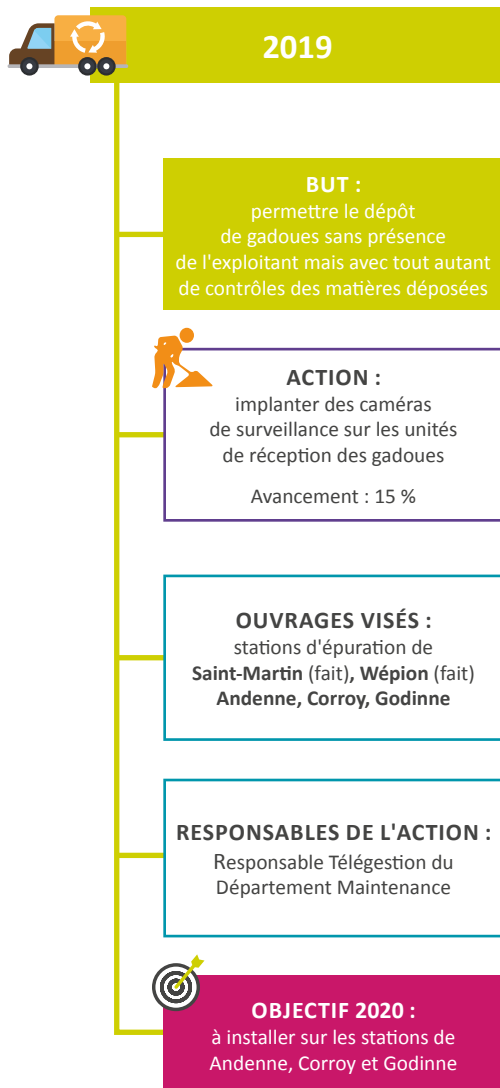 2019
BUT :
permettre le dépôt
de gadoues sans présence
de l'exploitant mais avec tout autant
de contrôles des matières déposées
ACTION :
implanter des caméras
de surveillance sur les unités
de réception des gadoues
Avancement : 15 %
OUVRAGES VISÉS :
stations d'épuration de
Saint-Martin (fait), Wépion (fait)
Andenne, Corroy, Godinne
RESPONSABLES DE L'ACTION :
Responsable Télégestion du
Département Maintenance
OBJECTIF 2020 :
à installer sur les stations de
Andenne, Corroy et Godinne